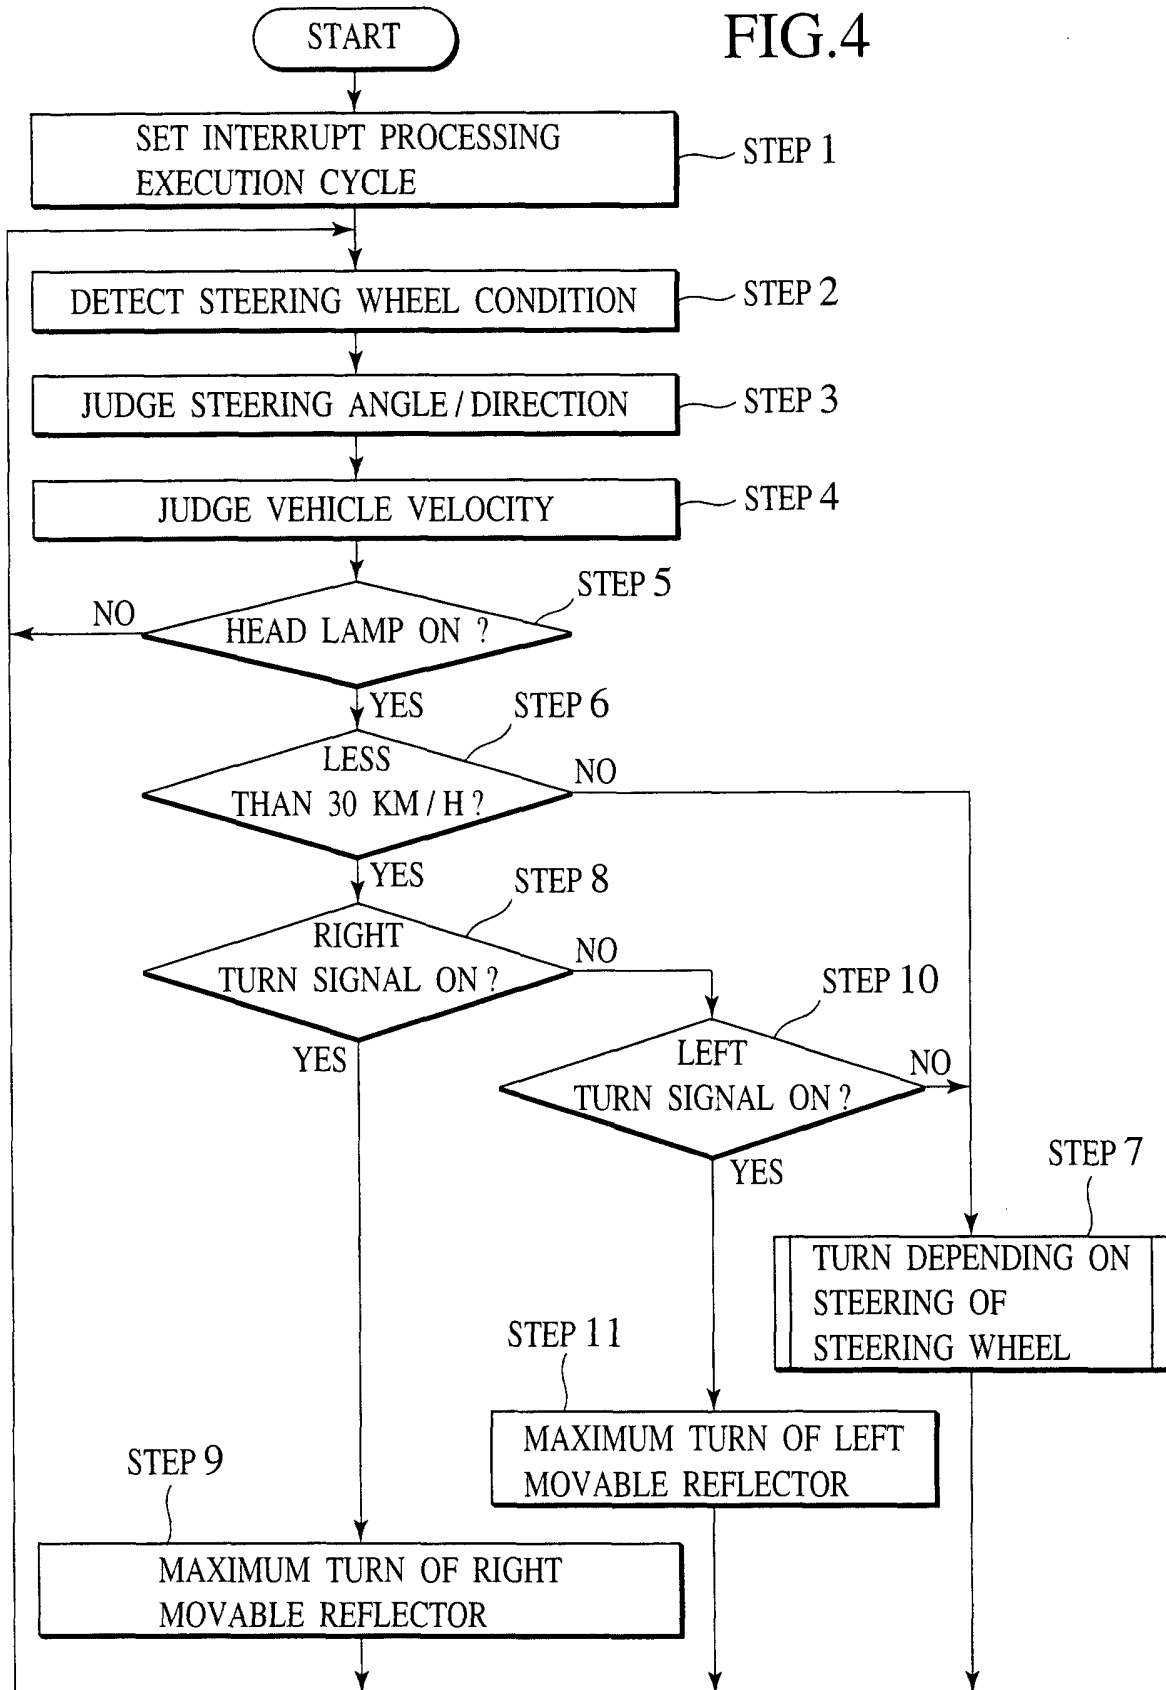 START
FIG.4
SET INTERRUPT PROCESSING
EXECUTION CYCLE
STEP 1
DETECT STEERING WHEEL CONDITION
STEP 2
JUDGE STEERING ANGLE / DIRECTION
STEP 3
JUDGE VEHICLE VELOCITY
STEP 4
STEP 5
NO
HEAD LAMP ON ?
YES
STEP 6
LESS
THAN 30 KM / H ?
NO
YES
STEP 8
RIGHT
TURN SIGNAL ON ?
NO
STEP 10
YES
LEFT
TURN SIGNAL ON ?
NO
YES
STEP 7
TURN DEPENDING ON
STEERING OF
STEERING WHEEL
STEP 11
MAXIMUM TURN OF LEFT
MOVABLE REFLECTOR
STEP 9
MAXIMUM TURN OF RIGHT
MOVABLE REFLECTOR